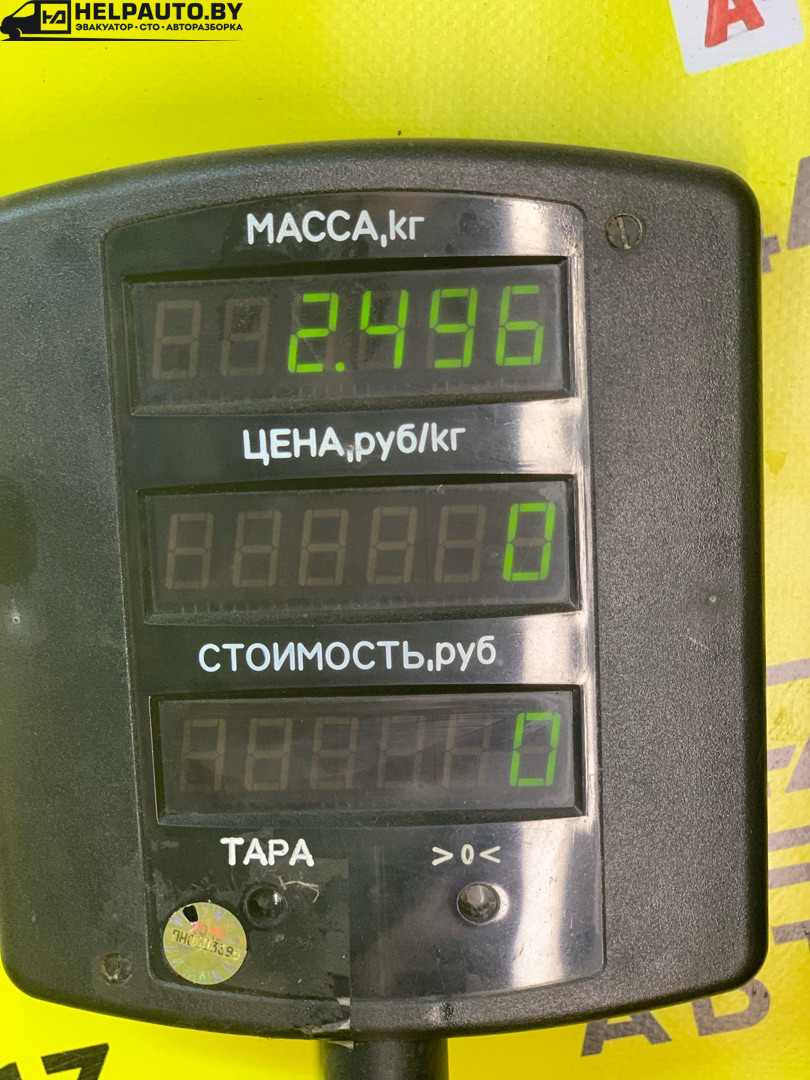 HELPAUTO.BY
ЭВАКУАТОР • СТО • АВТОРАЗБОРКА
МАССА,кг
2.496
ЦЕНА,руб/кг
0
СТОИМОСТЬ,руб
0
ТАРА >0<